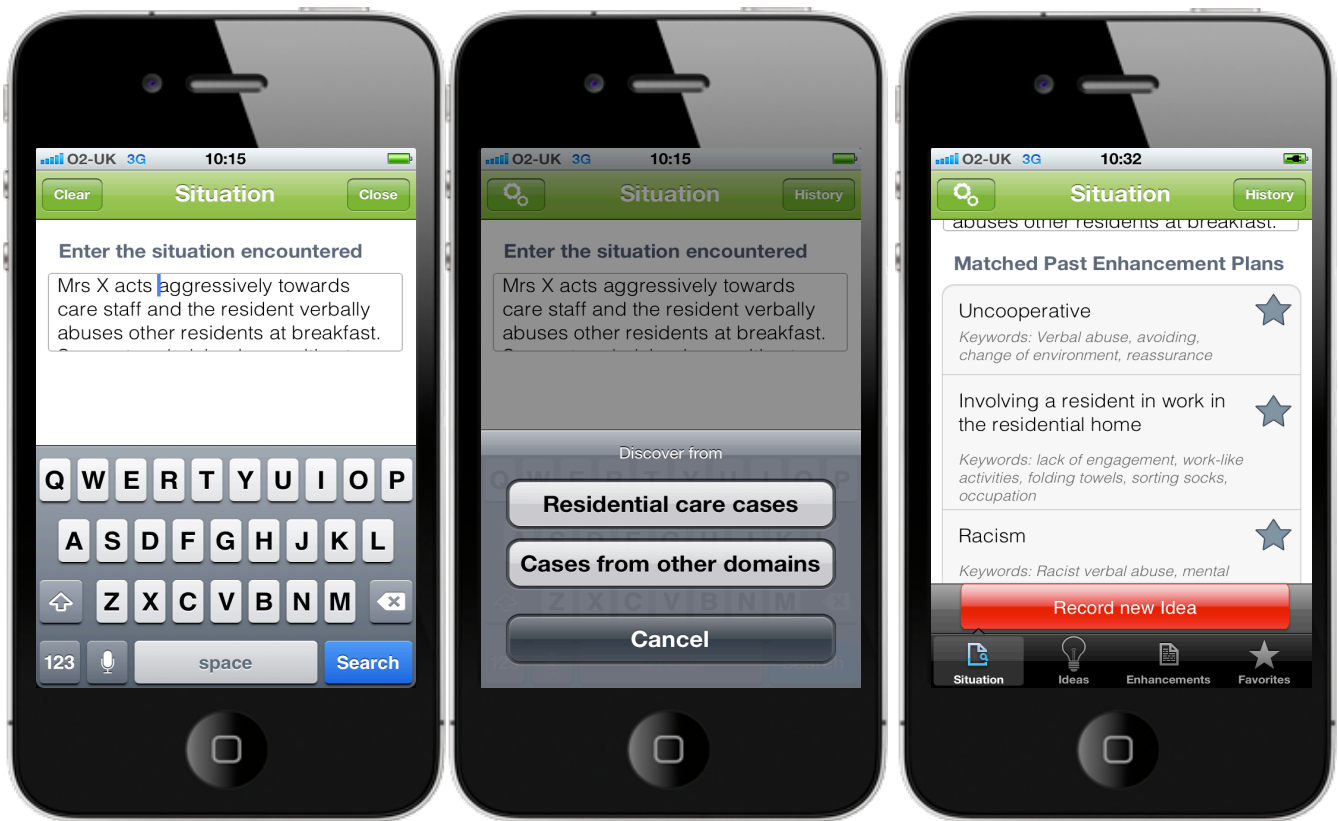 O2-UK 3G 10:15
Clear Situation Close
Enter the situation encountered
Mrs X acts aggressively towards
care staff and the resident verbally
abuses other residents at breakfast.
Q W E R T Y U I O P
A S D F G H J K L
Z X C V B N M
123 space Search
O2-UK 3G 10:15
Situation History
Enter the situation encountered
Mrs X acts aggressively towards
care staff and the resident verbally
abuses other residents at breakfast.
Discover from
Residential care cases
Cases from other domains
Cancel
O2-UK 3G 10:32
Situation History
abuses other residents at breakfast.
Matched Past Enhancement Plans
Uncooperative
Keywords: Verbal abuse, avoiding,
change of environment, reassurance
Involving a resident in work in
the residential home
Keywords: lack of engagement, work-like
activities, folding towels, sorting socks,
occupation
Racism
Keywords: Racist verbal abuse, mental
Record new Idea
Situation Ideas Enhancements Favorites